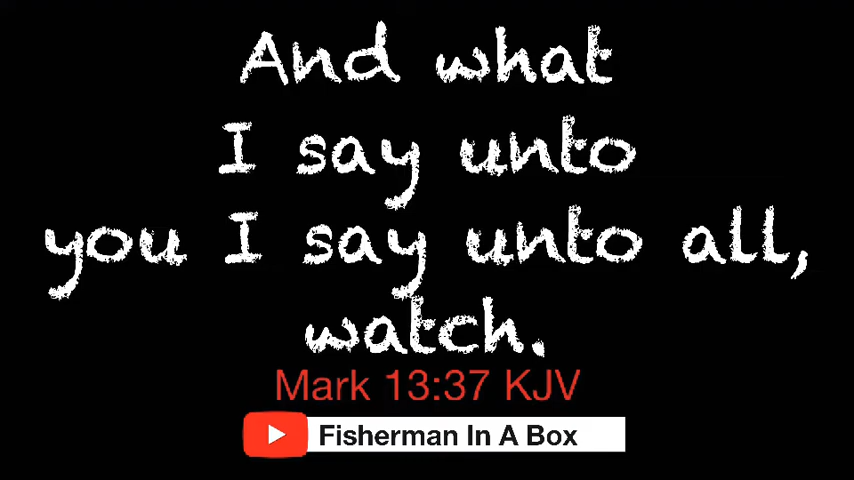 And what
I say unto
you I say unto all,
watch.
Mark 13:37 KJV
Fisherman In A Box